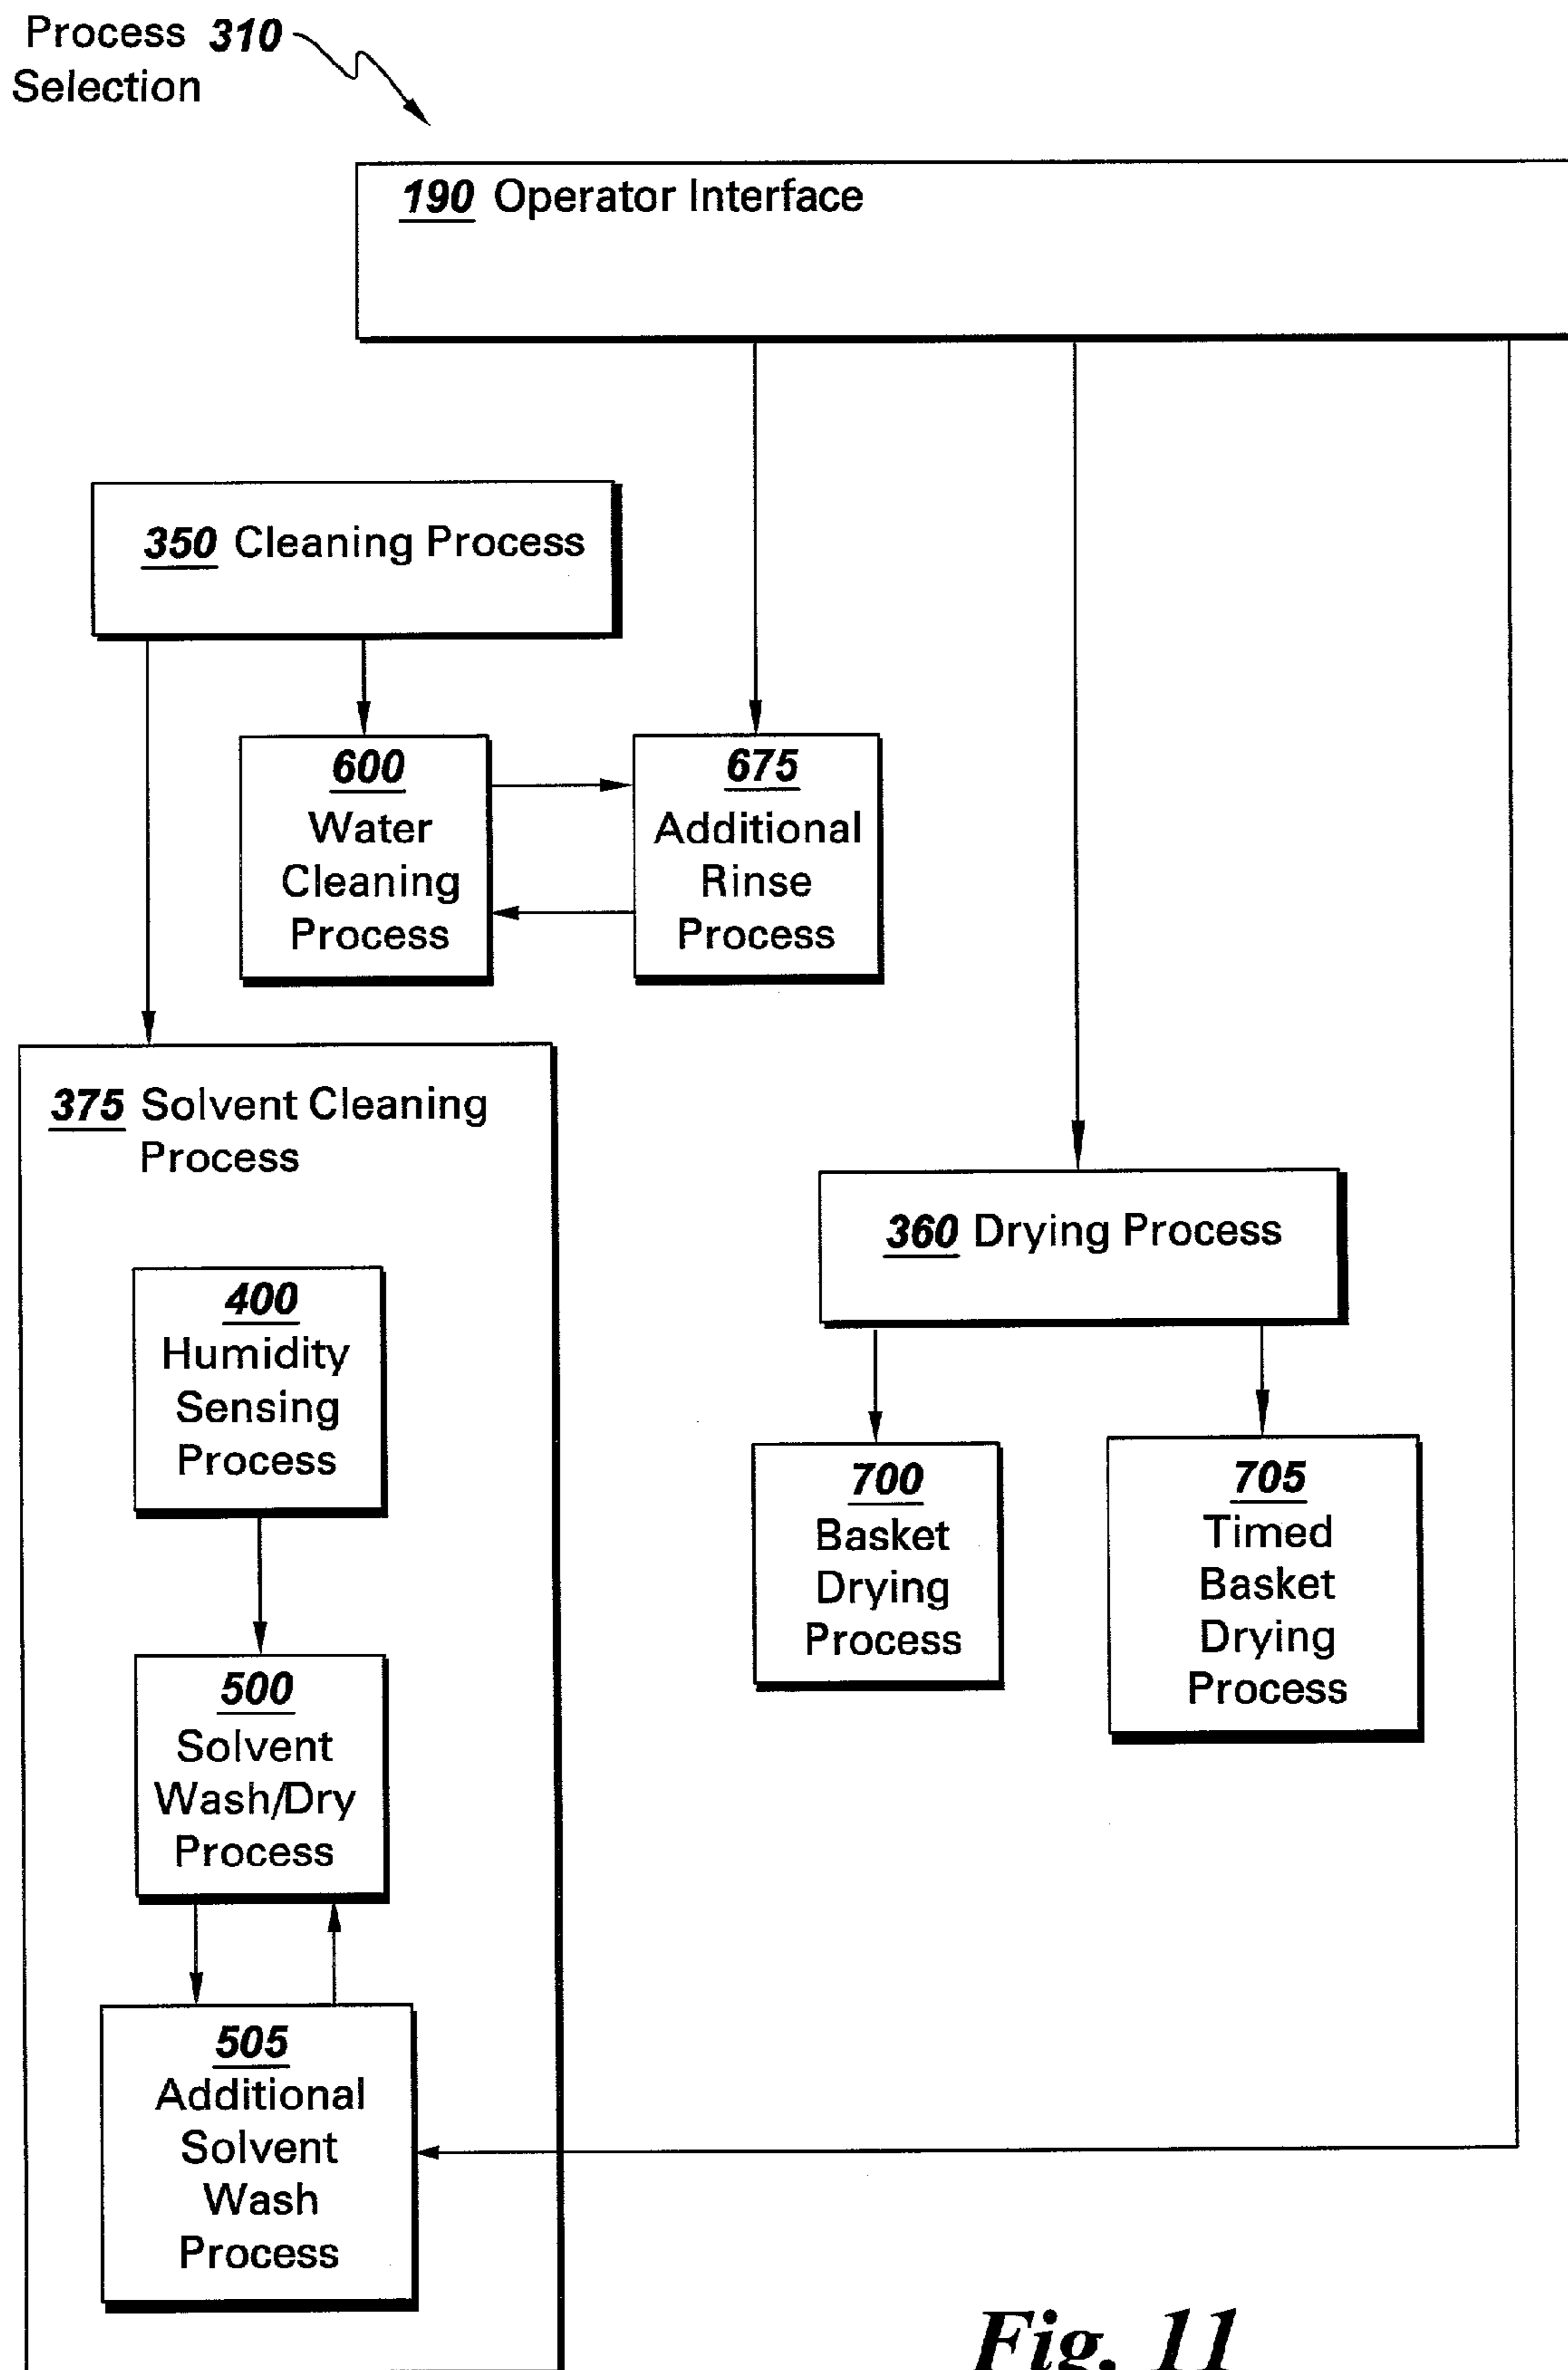 Process 310
Selection
190 Operator Interface
350 Cleaning Process
600
Water
Cleaning
Process
675
Additional
Rinse
Process
375 Solvent Cleaning
Process
400
Humidity
Sensing
Process
500
Solvent
Wash/Dry
Process
505
Additional
Solvent
Wash
Process
360 Drying Process
700
Basket
Drying
Process
705
Timed
Basket
Drying
Process
Fig. 11